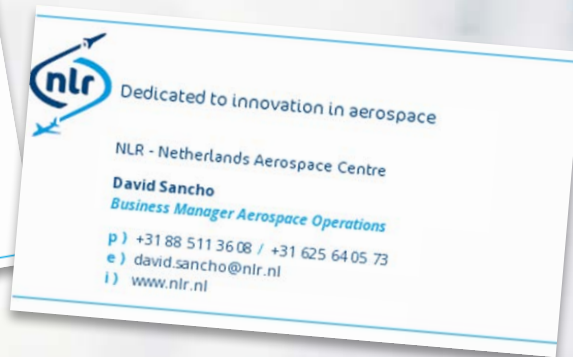 nlr
Dedicated to innovation in aerospace
NLR - Netherlands Aerospace Centre
David Sancho
Business Manager Aerospace Operations
p ) +31 88 511 36 08 / +31 625 64 05 73
e ) david.sancho@nlr.nl
i ) www.nlr.nl